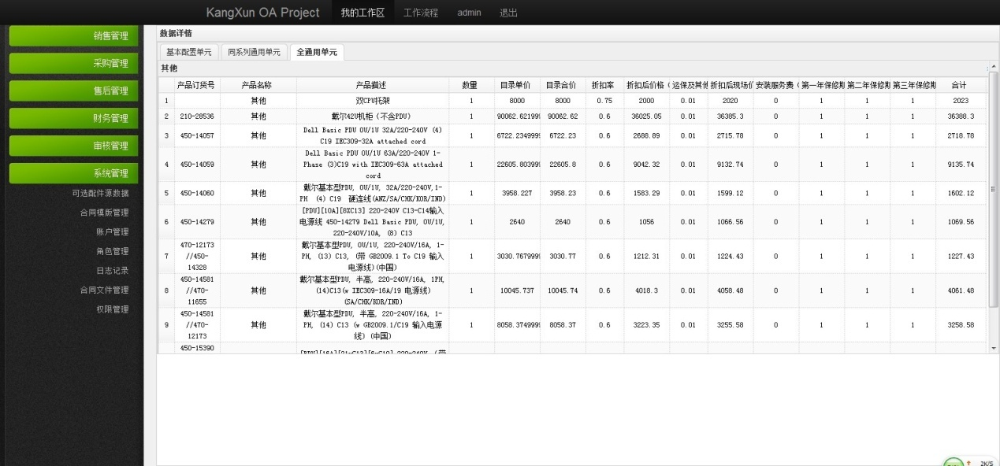 KangXun OA Project 我的工作区 工作流程 admin 退出
销售管理
采购管理
售后管理
财务管理
审核管理
系统管理
可选配件源数据
合同模版管理
账户管理
角色管理
日志记录
合同文件管理
权限管理
数据详情
基本配置单元 同系列通用单元 全通用单元
其他
产品订货号 产品名称 产品描述 数量 目录单价 目录合价 折扣率 折扣后价格( 运保及其他 折扣后现场价 安装服务费( 第一年保修期 第二年保修期 第三年保修期 合计
1 其他 双CPU托架 1 8000 8000 0.75 2000 0.01 2020 0 1 1 1 2023
2 210-28536 其他 戴尔42U机柜(不含PDU) 1 90062.621999 90062.62 0.6 36025.05 0.01 36385.3 0 1 1 1 36388.3
3 450-14057 其他 Dell Basic PDU 0U/1U 32A/220-240V (4)
C19 IEC309-32A attached cord 1 6722.2349999 6722.23 0.6 2688.89 0.01 2715.78 0 1 1 1 2718.78
4 450-14059 其他 Dell Basic PDU 0U/1U 63A/220-240V 1-
Phase (3)C19 with IEC309-63A attached
cord 1 22605.803999 22605.8 0.6 9042.32 0.01 9132.74 0 1 1 1 9135.74
5 450-14060 其他 戴尔基本型PDU, 0U/1U, 32A/220-240V,1-
PH (4) C19 硬连线(ANZ/SA/CHK/KOR/IND) 1 3958.227 3958.23 0.6 1583.29 0.01 1599.12 0 1 1 1 1602.12
6 450-14279 其他 [PDU][10A][8XC13] 220-240V C13-C14输入
电源线 450-14279 Dell Basic PDU, 0U/1U,
220-240V/10A, (8) C13 1 2640 2640 0.6 1056 0.01 1066.56 0 1 1 1 1069.56
7 470-12173
//450-
14328 其他 戴尔基本型PDU, 0U/1U, 220-240V/16A, 1-
PH, (13) C13, (带 GB2009.1 To C19 输入
电源线)(中国) 1 3030.7679999 3030.77 0.6 1212.31 0.01 1224.43 0 1 1 1 1227.43
8 450-14581
//470-
11655 其他 戴尔基本型PDU, 半高, 220-240V/16A, 1PH,
(14)C13(w IEC309-16A/19 电源线)
(SA/CHK/KOR/IND) 1 10045.737 10045.74 0.6 4018.3 0.01 4058.48 0 1 1 1 4061.48
9 450-14581
//470-
12173 其他 戴尔基本型PDU, 半高, 220-240V/16A, 1-
PH, (14) C13 (w GB2009.1/C19 输入电源
线) (中国) 1 8058.3749999 8058.37 0.6 3223.35 0.01 3255.58 0 1 1 1 3258.58
450-15390
2K/S